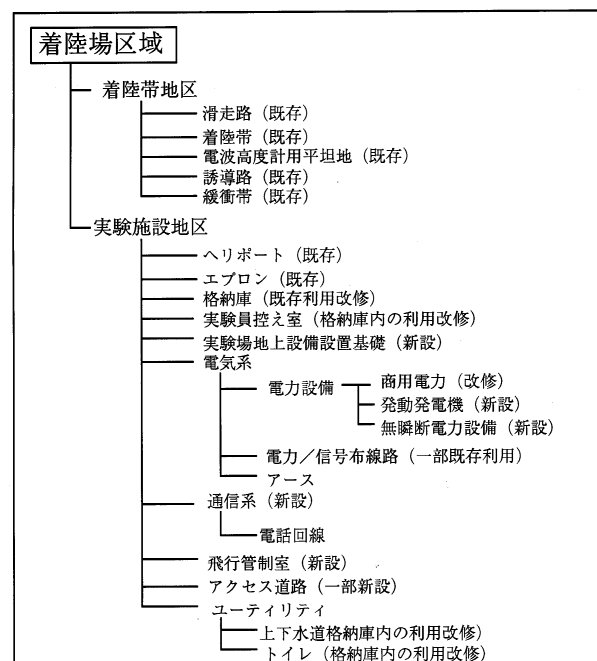 着陸場区域
着陸帯地区
滑走路（既存）
着陸帯（既存）
電波高度計用平坦地（既存）
誘導路（既存）
緩衝帯（既存）
実験施設地区
ヘリポート（既存）
エプロン（既存）
格納庫（既存利用改修）
実験員控え室（格納庫内の利用改修）
実験場地上設備設置基礎（新設）
電気系
電力設備
商用電力（改修）
発動発電機（新設）
無瞬断電力設備（新設）
電力／信号布線路（一部既存利用）
アース
通信系（新設）
電話回線
飛行管制室（新設）
アクセス道路（一部新設）
ユーティリティ
上下水道格納庫内の利用改修）
トイレ（格納庫内の利用改修）